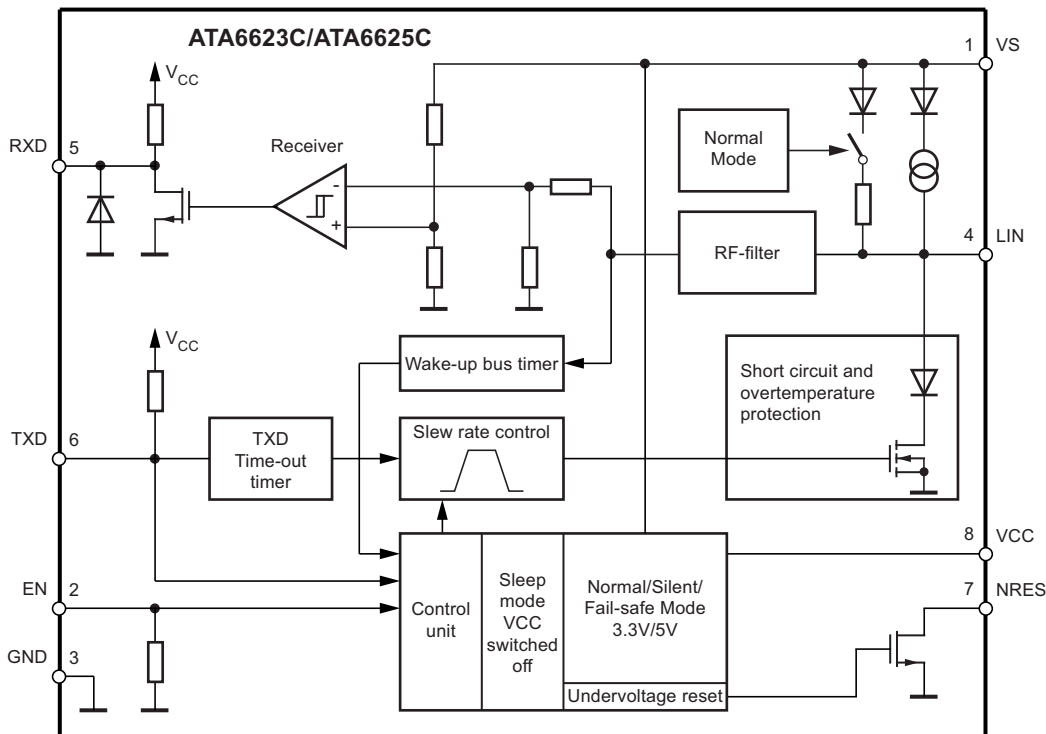 ATA6623C/ATA6625C
1
VS
VCC
RXD
5
Receiver
-
+
Normal
Mode
RF-filter
4
LIN
VCC
Wake-up bus timer
Short circuit and
overtemperature
protection
TXD
6
TXD
Time-out
timer
Slew rate control
8
VCC
EN
2
Control
unit
Sleep
mode
VCC
switched
off
Normal/Silent/
Fail-safe Mode
3.3V/5V
7
NRES
GND
3
Undervoltage reset